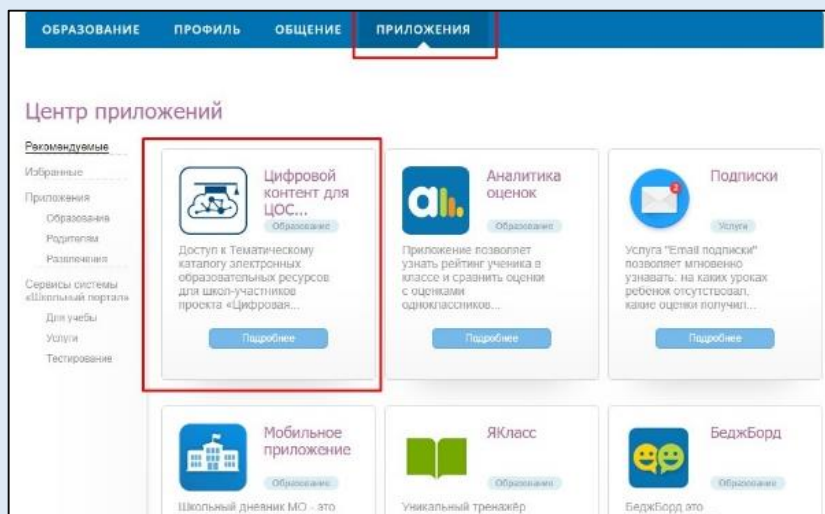 ОБРАЗОВАНИЕ ПРОФИЛЬ ОБЩЕНИЕ ПРИЛОЖЕНИЯ
Центр приложений
Рекомендуемые
Избранные
Приложения
Образование
Родителям
Развлечения
Сервисы системы
«Школьный портал»
Для учебы
Услуги
Тестирование
Цифровой
контент для
ЦОС...
Образование
Доступ к Тематическому
каталогу электронных
образовательных ресурсов
для школ-участников
проекта «Цифровая...
Подробнее
Аналитика
оценок
Образование
Приложение позволяет
узнать рейтинг ученика в
классе и сравнить оценки
с оценками
одноклассников...
Подробнее
2
Подписки
Услуги
Услуга "Email подписки"
позволяет мгновенно
узнавать: на каких уроках
ребенок отсутствовал,
какие оценки получил...
Подробнее
Мобильное
приложение
Образование
Школьный дневник МО - это
ЯКласс
Образование
Уникальный тренажёр
БеджБорд
Образование
БеджБорд это